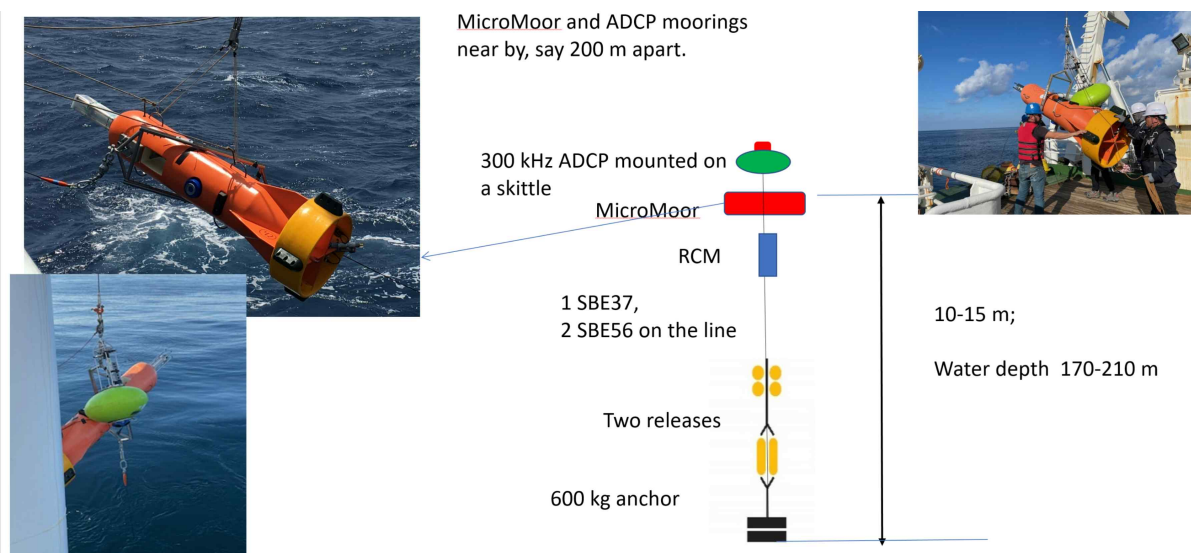 MicroMoor and ADCP moorings
near by, say 200 m apart.
300 kHz ADCP mounted on
a skittle
MicroMoor
RCM
1 SBE37,
2 SBE56 on the line
10-15 m;
Water depth  170-210 m
Two releases
600 kg anchor